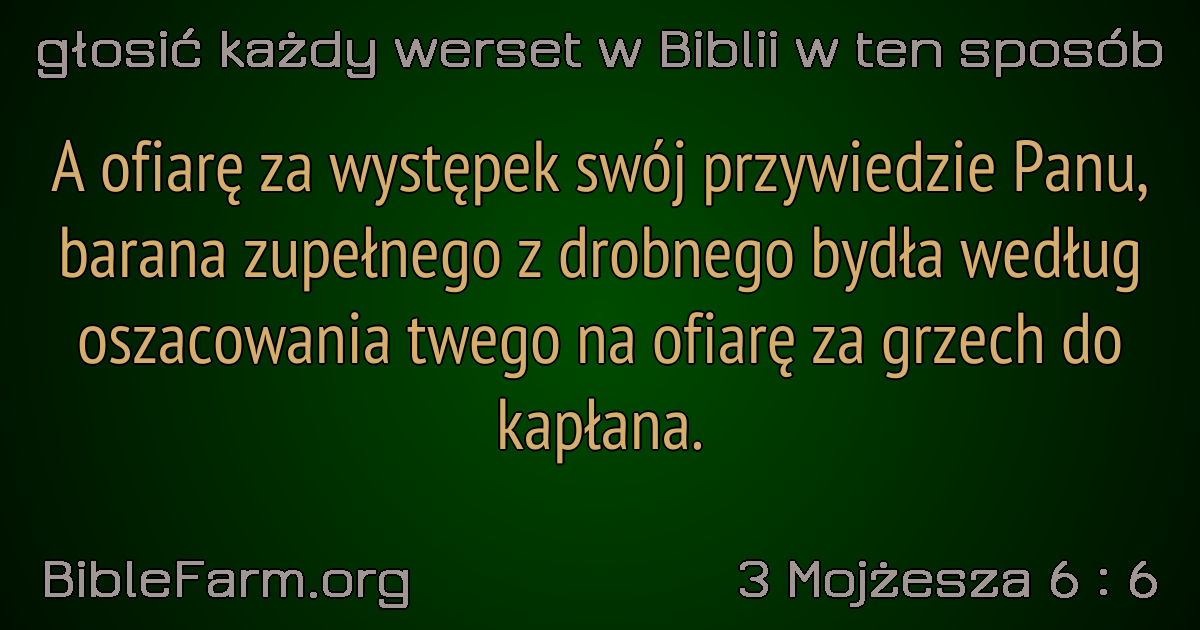 głosić każdy werset w Biblii w ten sposób
A ofiarę za występek swój przywiedzie Panu,
barana zupełnego z drobnego bydła według
oszacowania twego na ofiarę za grzech do
kapłana.
BibleFarm.org
3 Mojżesza 6 : 6